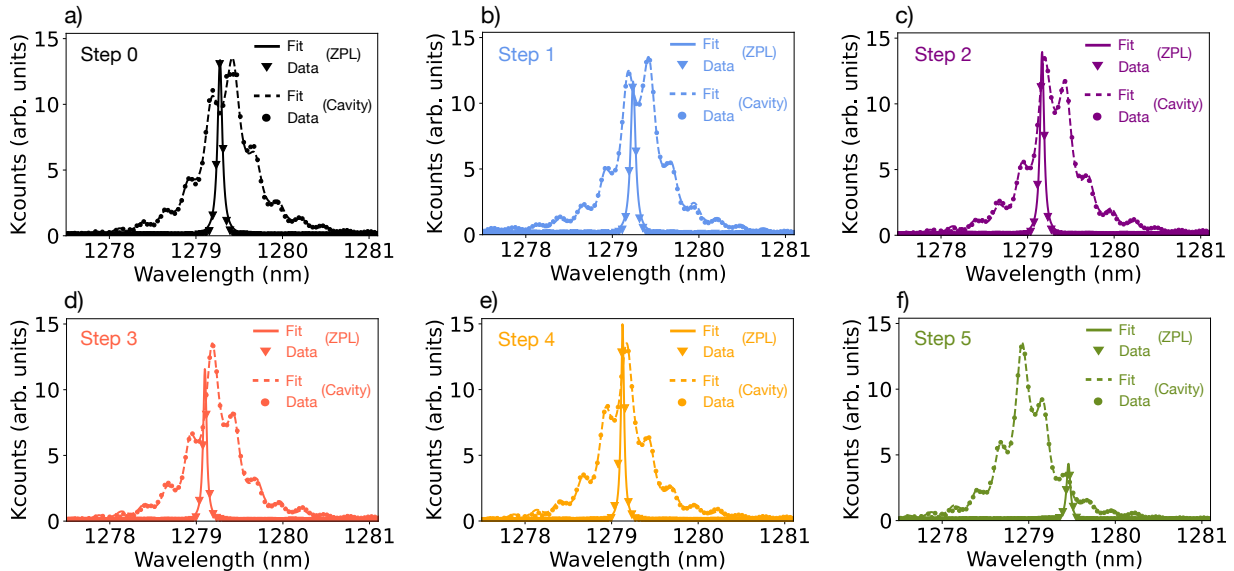 a)
Step 0
Fit (ZPL)
Data
Fit (Cavity)
Data
15
10
5
0
1278 1279 1280 1281
Kcounts (arb. units)
Wavelength (nm)
b)
Step 1
Fit (ZPL)
Data
Fit (Cavity)
Data
15
10
5
0
1278 1279 1280 1281
Kcounts (arb. units)
Wavelength (nm)
c)
Step 2
Fit (ZPL)
Data
Fit (Cavity)
Data
15
10
5
0
1278 1279 1280 1281
Kcounts (arb. units)
Wavelength (nm)
d)
Step 3
Fit (ZPL)
Data
Fit (Cavity)
Data
15
10
5
0
1278 1279 1280 1281
Kcounts (arb. units)
Wavelength (nm)
e)
Step 4
Fit (ZPL)
Data
Fit (Cavity)
Data
15
10
5
0
1278 1279 1280 1281
Kcounts (arb. units)
Wavelength (nm)
f)
Step 5
Fit (ZPL)
Data
Fit (Cavity)
Data
15
10
5
0
1278 1279 1280 1281
Kcounts (arb. units)
Wavelength (nm)